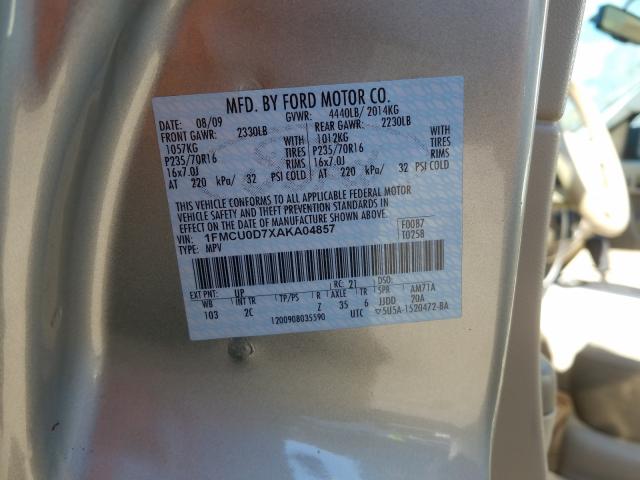 MFD. BY FORD MOTOR CO.
DATE: 08/09 GVWR: 4440LB/ 2014KG
FRONT GAWR: 2330LB REAR GAWR: 2230LB
1057KG WITH 1012KG WITH
P235/70R16 TIRES P235/70R16 TIRES
16x7.0J RIMS 16x7.0J RIMS
AT 220 kPa/ 32 PSI COLD AT 220 kPa/ 32 PSI COLD
THIS VEHICLE CONFORMS TO ALL APPLICABLE FEDERAL MOTOR
VEHICLE SAFETY AND THEFT PREVENTION STANDARDS IN
EFFECT ON THE DATE OF MANUFACTURE SHOWN ABOVE.
VIN: 1FMCU0D7XAKA04857 F00B7
TYPE: MPV T0258
EXT PNT: UP RC: 21 DSO:
WB INT TR TP/PS R AXLE TR SPR AM71A
103 2C Z 35 6 JJDD 20A
1200908035590 UTC ▽5U5A-1520472-BA